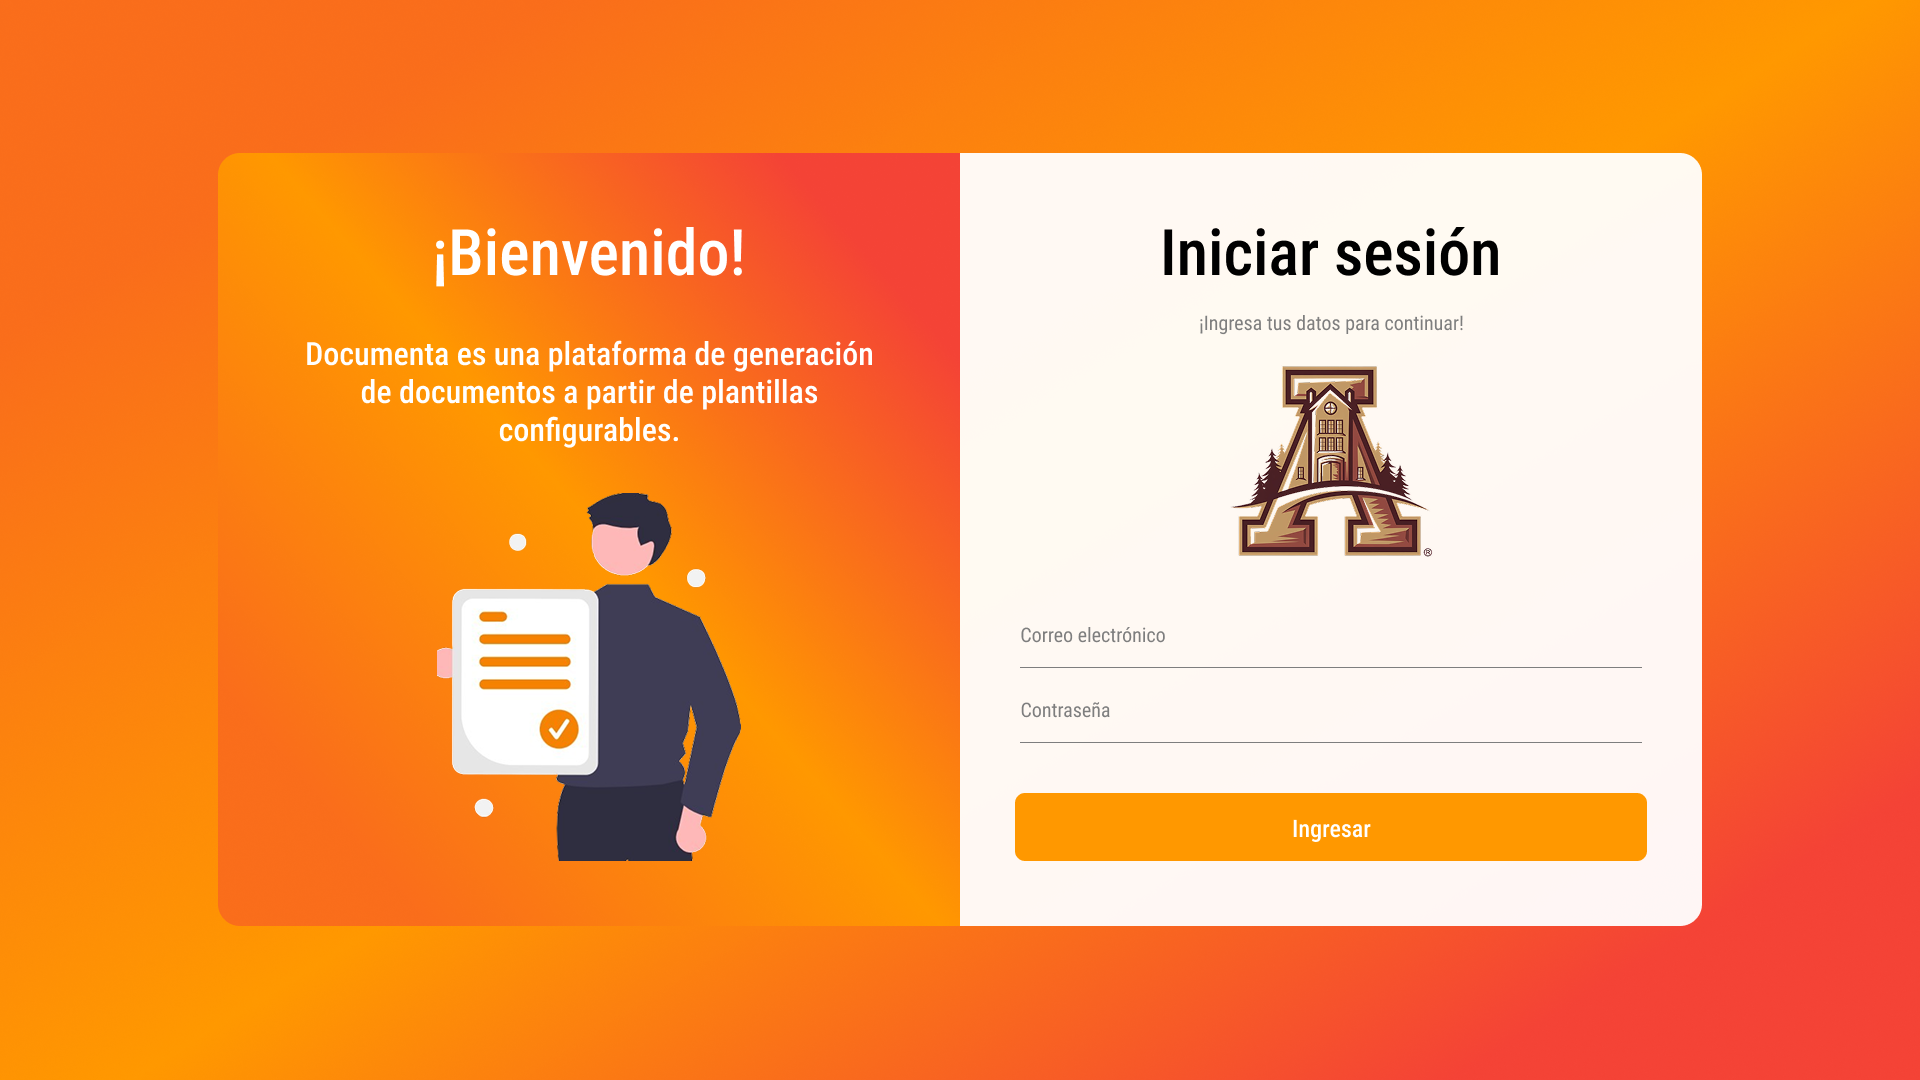 ¡Bienvenido!
Documenta es una plataforma de generación
de documentos a partir de plantillas
configurables.
Iniciar sesión
¡Ingresa tus datos para continuar!
A
®
Correo electrónico
Contraseña
Ingresar